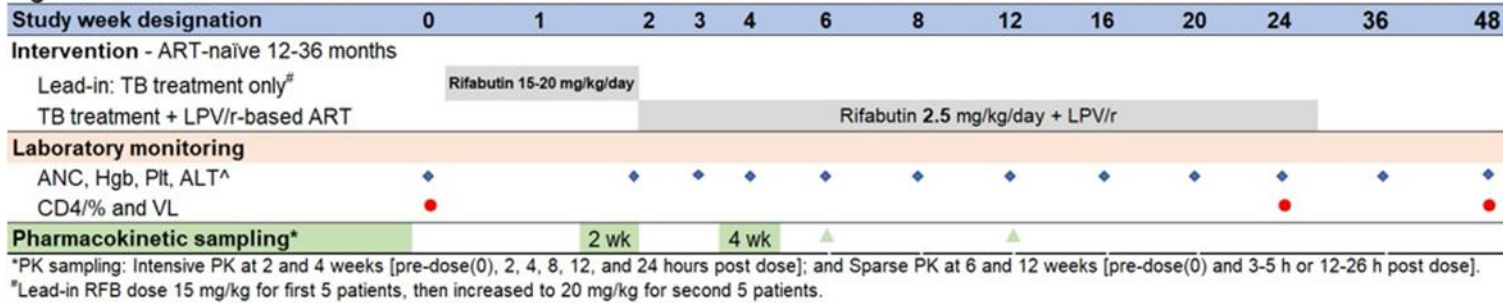 Study week designation 0 1 2 3 4 6 8 12 16 20 24 36 48
Intervention - ART-naïve 12-36 months
Lead-in: TB treatment only# Rifabutin 15-20 mg/kg/day
TB treatment + LPV/r-based ART Rifabutin 2.5 mg/kg/day + LPV/r
Laboratory monitoring
ANC, Hgb, Plt, ALT^
CD4/% and VL
Pharmacokinetic sampling* 2 wk 4 wk
*PK sampling: Intensive PK at 2 and 4 weeks [pre-dose(0), 2, 4, 8, 12, and 24 hours post dose]; and Sparse PK at 6 and 12 weeks [pre-dose(0) and 3-5 h or 12-26 h post dose].
#Lead-in RFB dose 15 mg/kg for first 5 patients, then increased to 20 mg/kg for second 5 patients.